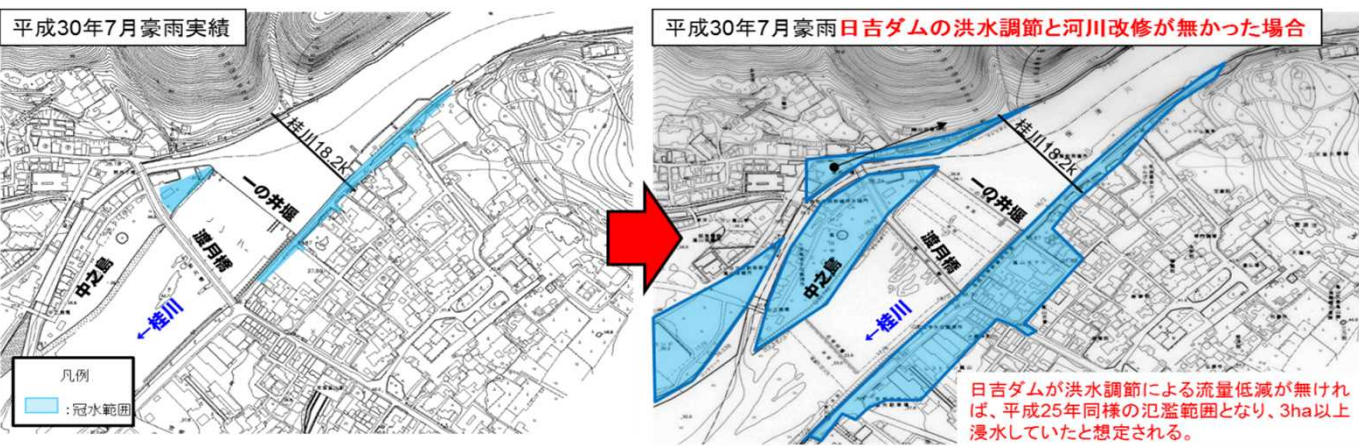 平成30年7月豪雨実績
桂川18.2k
一の井堰
渡月橋
中之島
←桂川
凡例
:冠水範囲
平成30年7月豪雨日吉ダムの洪水調節と河川改修が無かった場合
桂川18.2k
一の井堰
渡月橋
中之島
←桂川
日吉ダムが洪水調節による流量低減が無けれ
ば、平成25年同様の氾濫範囲となり、3ha以上
浸水していたと想定される。